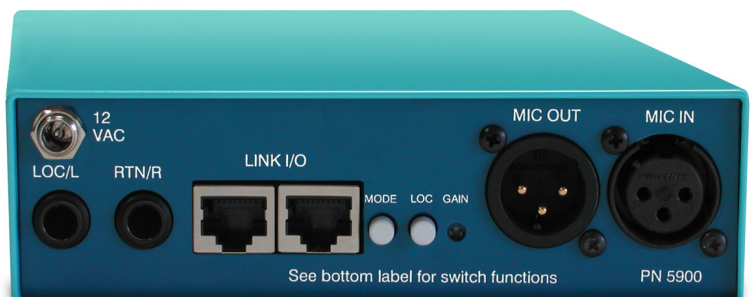 12
VAC
LOC/L
RTN/R
LINK I/O
MODE
LOC
GAIN
MIC OUT
MIC IN
See bottom label for switch functions
PN 5900